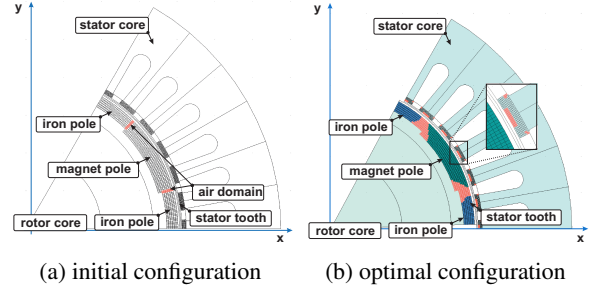 y
stator core
iron pole
magnet pole
air domain
stator tooth
rotor core
iron pole
x
(a) initial configuration
y
stator core
iron pole
magnet pole
stator tooth
rotor core
iron pole
x
(b) optimal configuration